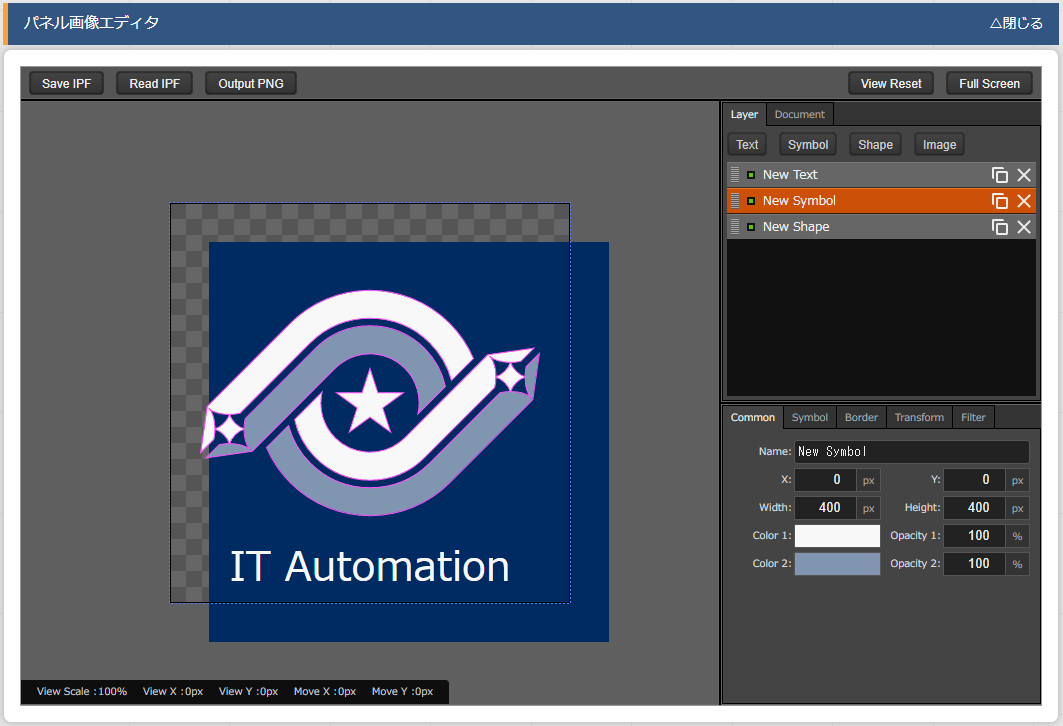 パネル画像エディタ △閉じる
Save IPF Read IPF Output PNG View Reset Full Screen
Layer Document
Text Symbol Shape Image
New Text
New Symbol
New Shape
IT Automation
Common Symbol Border Transform Filter
Name: New Symbol
X: 0 px Y: 0 px
Width: 400 px Height: 400 px
Color 1: Opacity 1: 100 %
Color 2: Opacity 2: 100 %
View Scale :100% View X :0px View Y :0px Move X :0px Move Y :0px